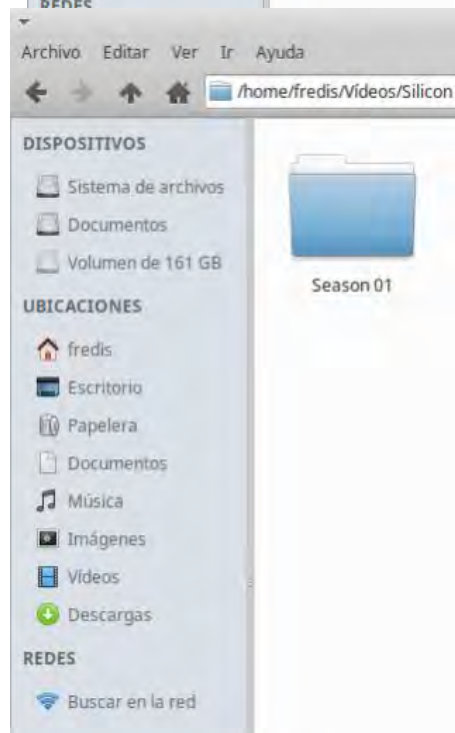 REDES
Archivo Editar Ver Ir Ayuda
/home/fredis/Vídeos/Silicon
DISPOSITIVOS
Sistema de archivos
Documentos
Volumen de 161 GB
Season 01
UBICACIONES
fredis
Escritorio
Papelera
Documentos
Música
Imágenes
Vídeos
Descargas
REDES
Buscar en la red